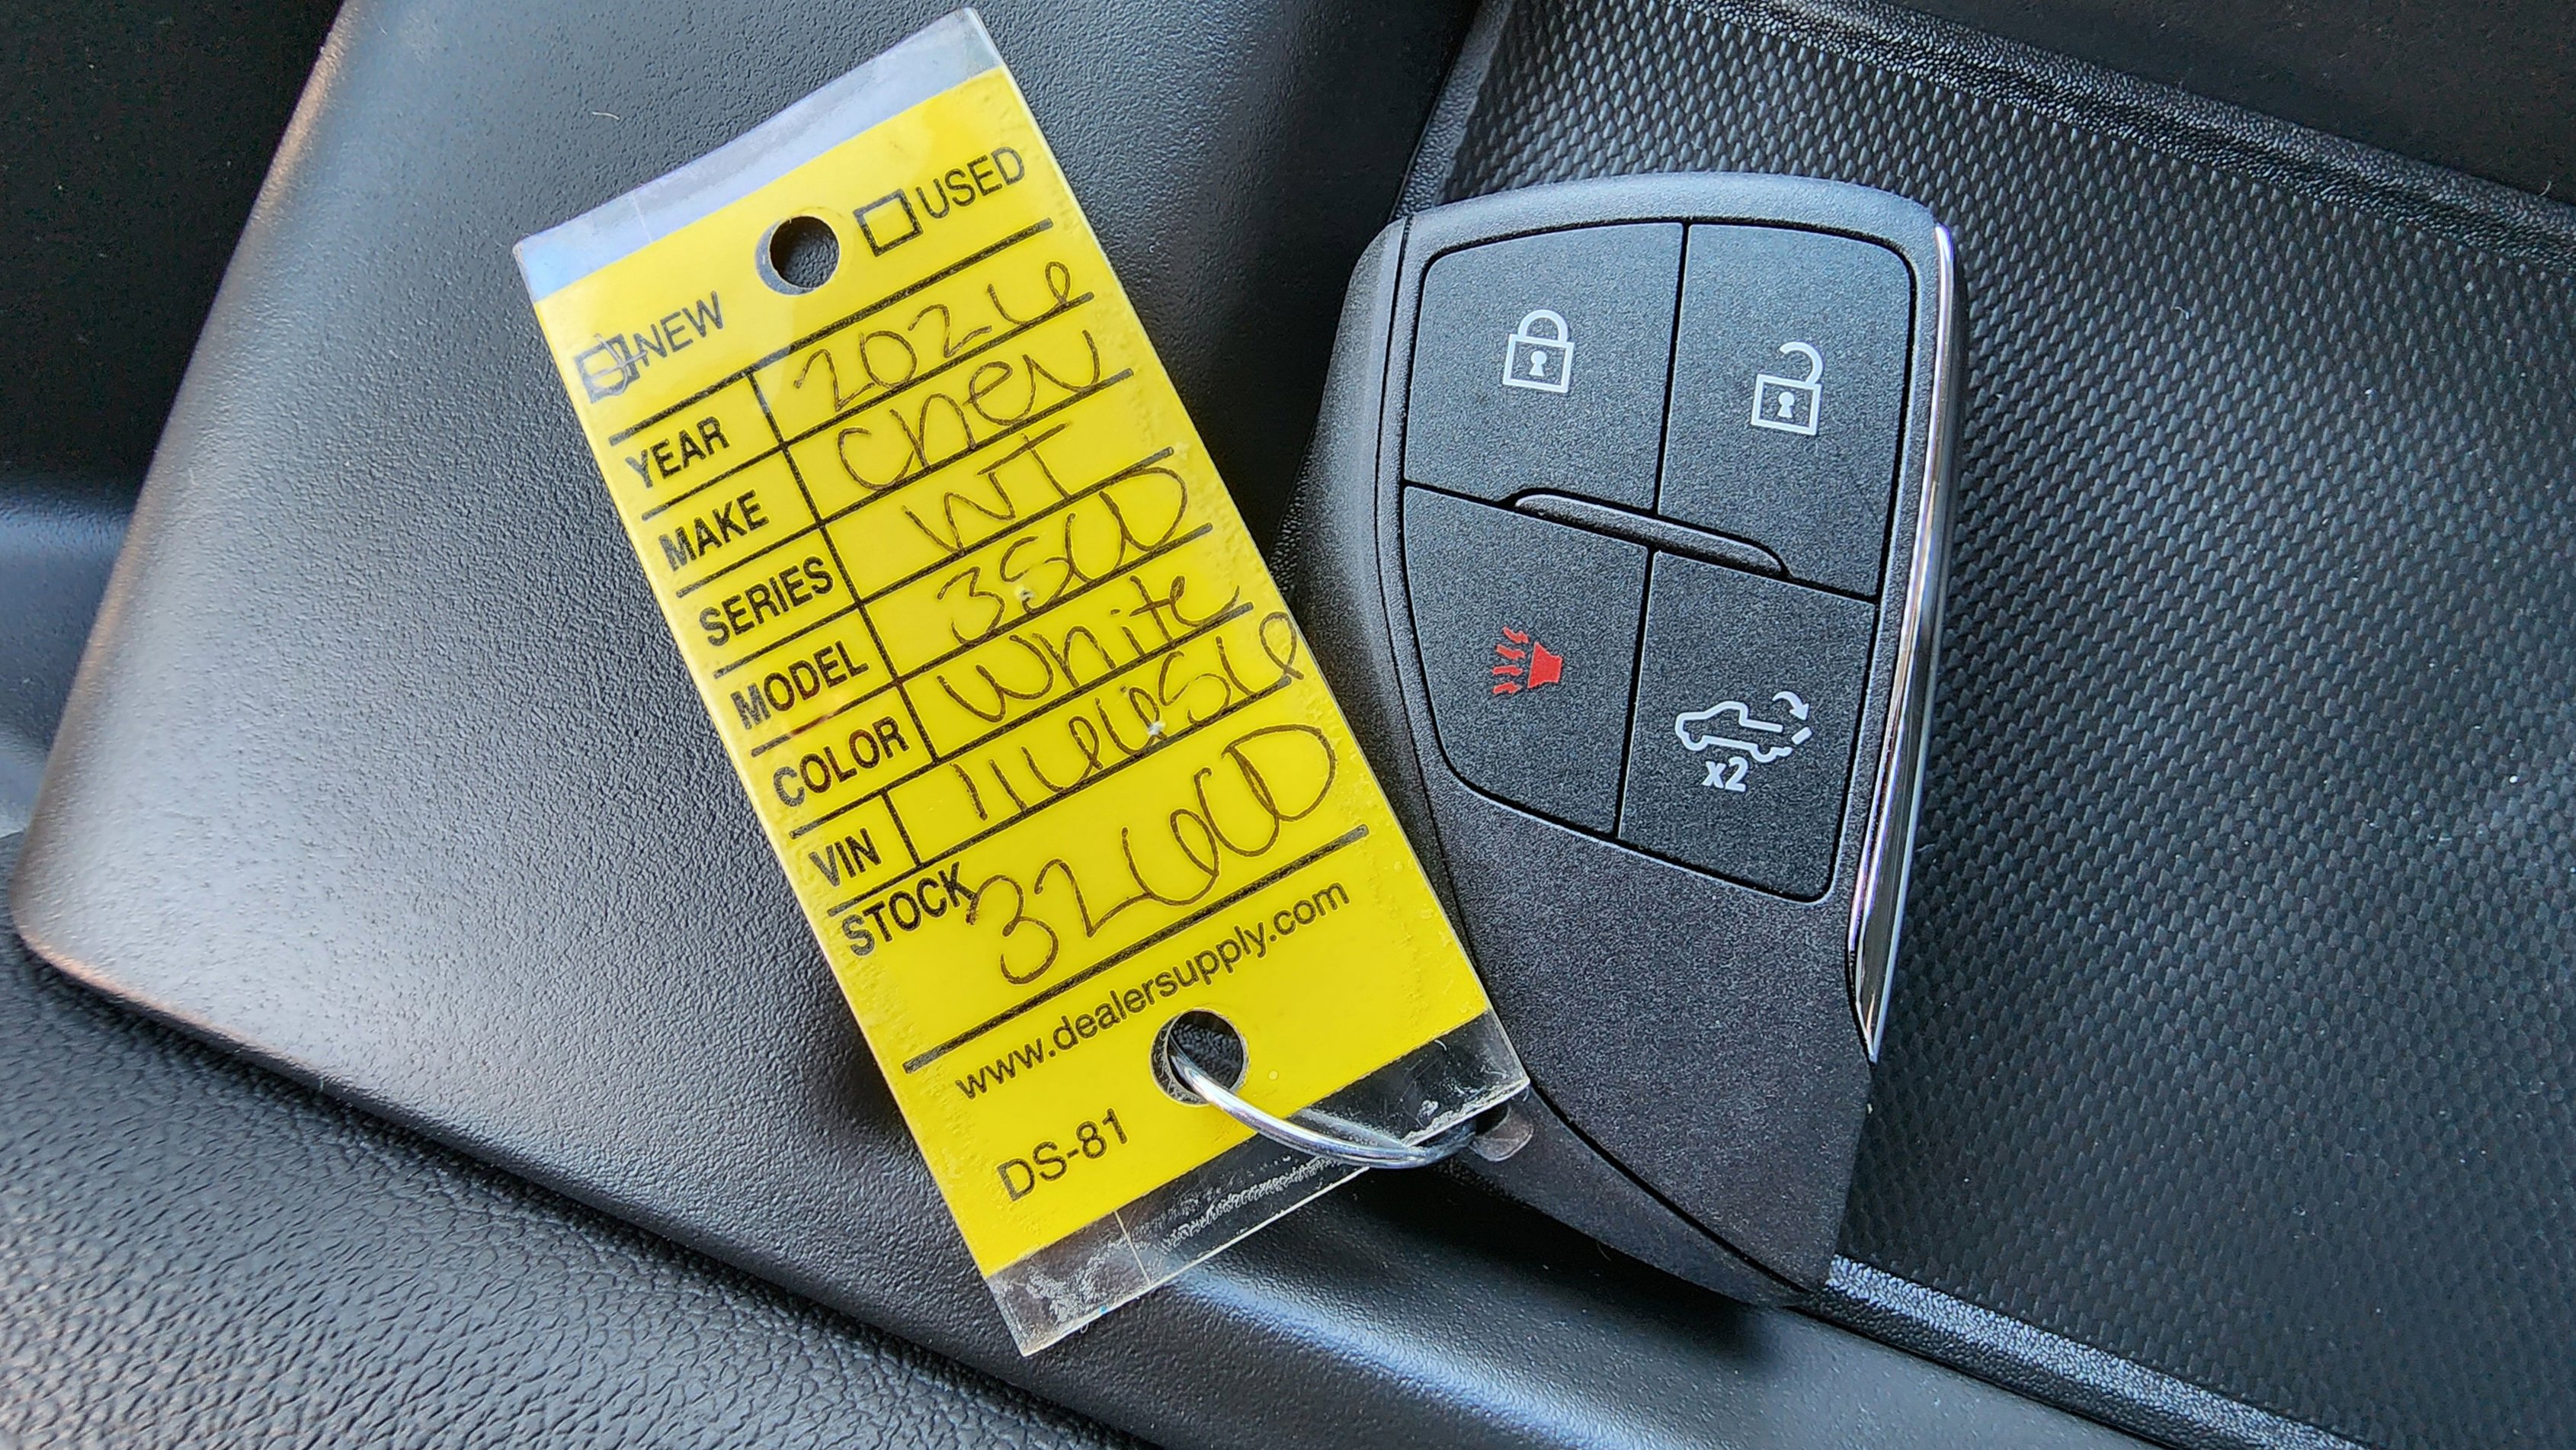 NEW USED
YEAR 2026
MAKE Chev
SERIES WT
MODEL 3500
COLOR White
VIN 116656
STOCK 32600
www.dealersupply.com
DS-81
x2